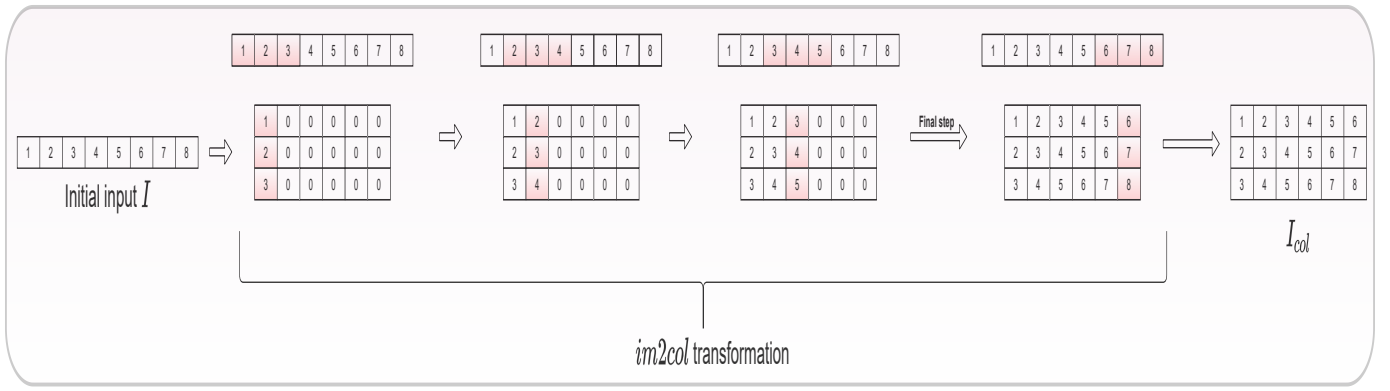 1 2 3 4 5 6 7 8
1 2 3 4 5 6 7 8
1 2 3 4 5 6 7 8
1 2 3 4 5 6 7 8
1 2 3 4 5 6 7 8
Initial input I
1 0 0 0 0 0
2 0 0 0 0 0
3 0 0 0 0 0
1 2 0 0 0 0
2 3 0 0 0 0
3 4 0 0 0 0
1 2 3 0 0 0
2 3 4 0 0 0
3 4 5 0 0 0
Final step
1 2 3 4 5 6
2 3 4 5 6 7
3 4 5 6 7 8
1 2 3 4 5 6
2 3 4 5 6 7
3 4 5 6 7 8
I col
im2col transformation